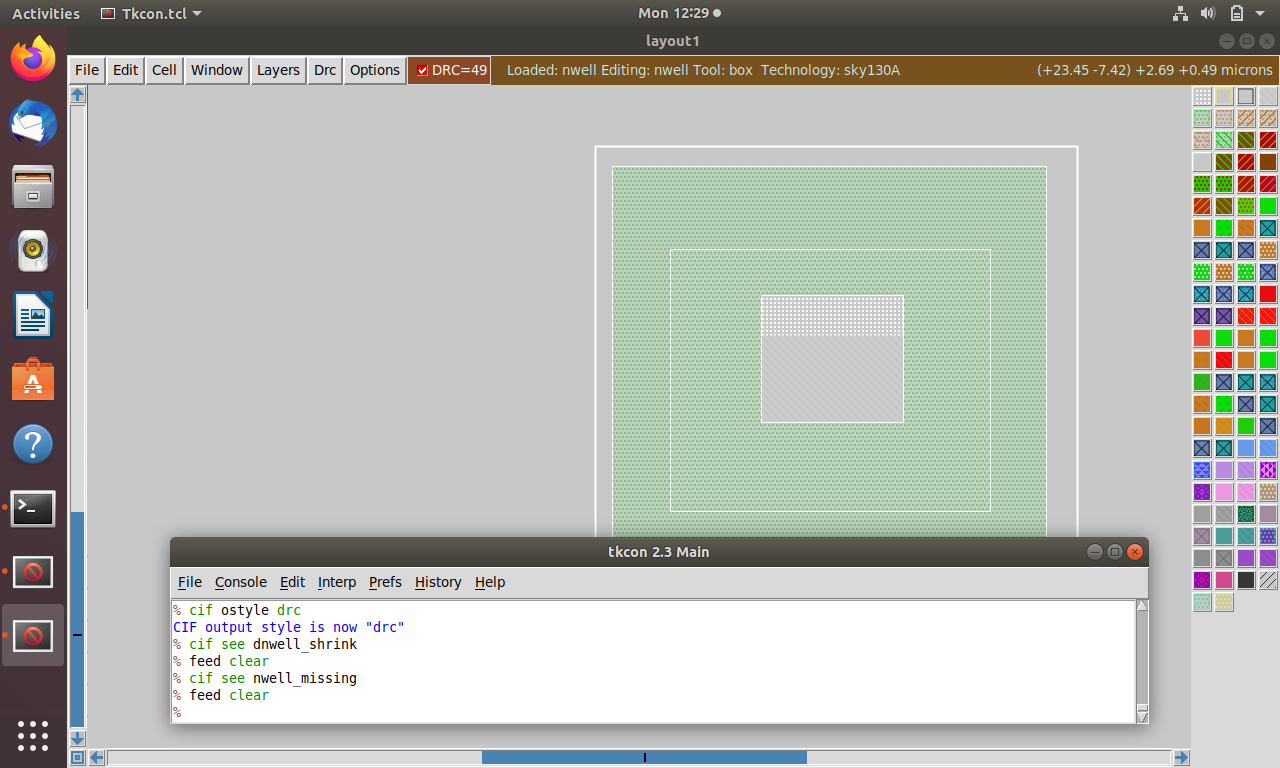 Activities Tkcon.tcl Mon 12:29
layout1
File Edit Cell Window Layers Drc Options DRC=49 Loaded: nwell Editing: nwell Tool: box Technology: sky130A (+23.45 -7.42) +2.69 +0.49 microns
tkcon 2.3 Main
File Console Edit Interp Prefs History Help
% cif ostyle drc
CIF output style is now "drc"
% cif see dnwell_shrink
% feed clear
% cif see nwell_missing
% feed clear
%